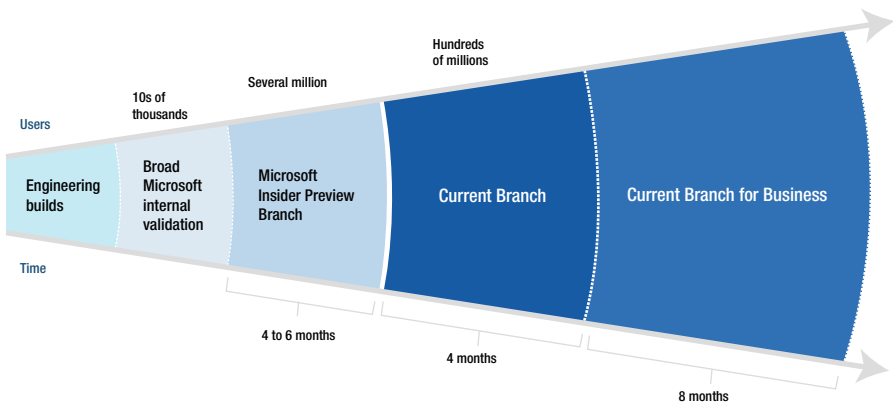 Users
10s of
thousands
Several million
Hundreds
of millions
Engineering
builds
Broad
Microsoft
internal
validation
Microsoft
Insider Preview
Branch
Current Branch
Current Branch for Business
Time
4 to 6 months
4 months
8 months